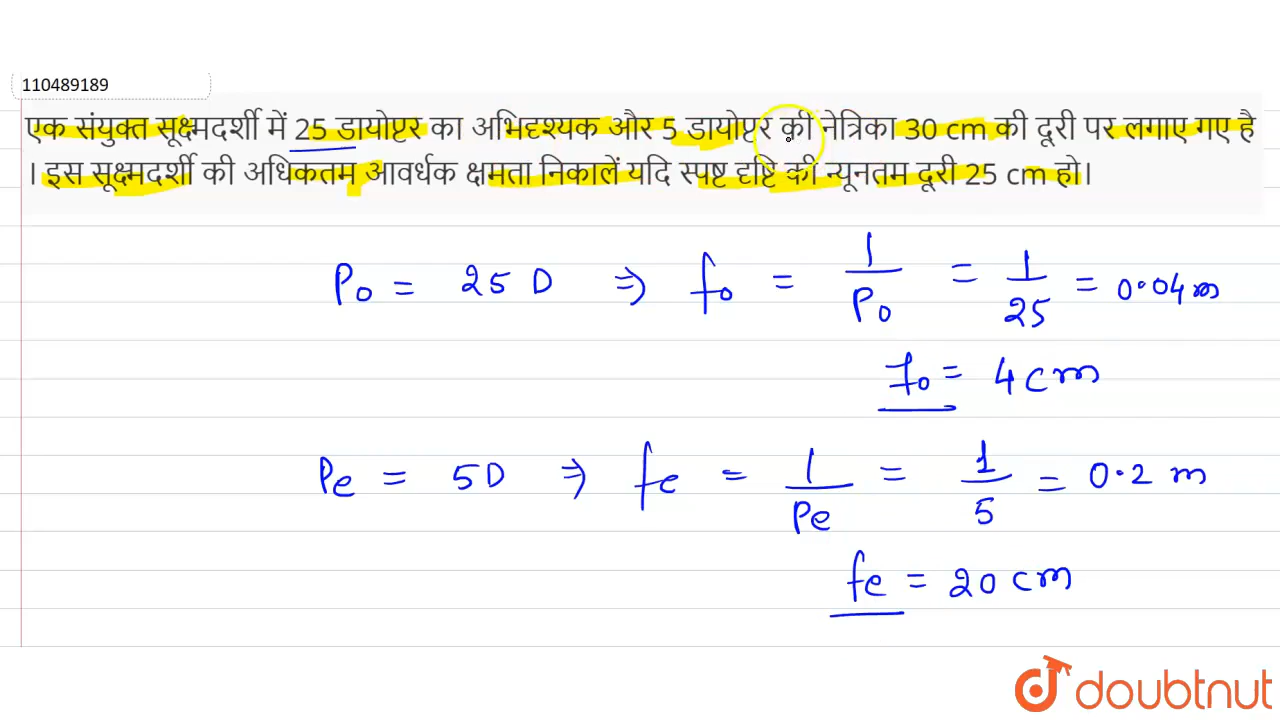 110489189
एक संयुक्त सूक्ष्मदर्शी में 25 डायोप्टर का अभिदृश्यक और 5 डायोप्टर की नेत्रिका 30 cm की दूरी पर लगाए गए है
। इस सूक्ष्मदर्शी की अधिकतम आवर्धक क्षमता निकालें यदि स्पष्ट दृष्टि की न्यूनतम दूरी 25 cm हो।
P₀ = 25 D ⇒ f₀ = 1/P₀ = 1/25 = 0.04 m
f₀ = 4 cm
Pe = 5D ⇒ fe = 1/Pe = 1/5 = 0.2 m
fe = 20 cm
doubtnut